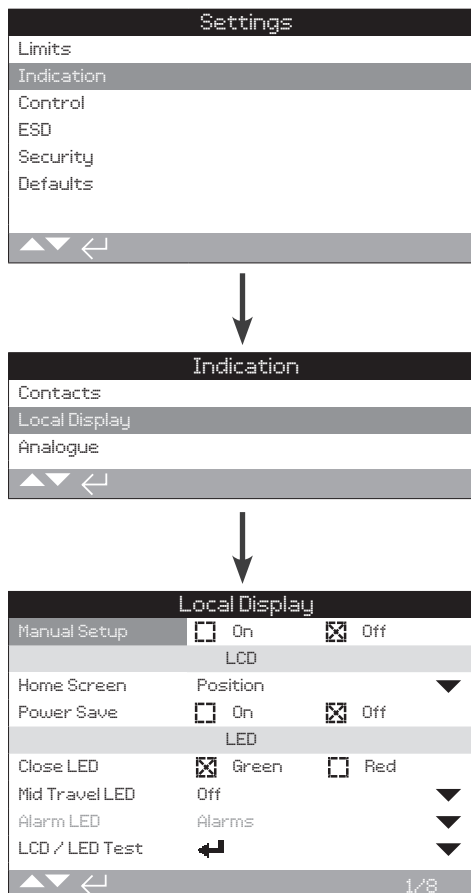 Settings
Limits
Indication
Control
ESD
Security
Defaults
Indication
Contacts
Local Display
Analogue
Local Display
Manual Setup On Off
LCD
Home Screen Position
Power Save On Off
LED
Close LED Green Red
Mid Travel LED Off
Alarm LED Alarms
LCD / LED Test
1/8